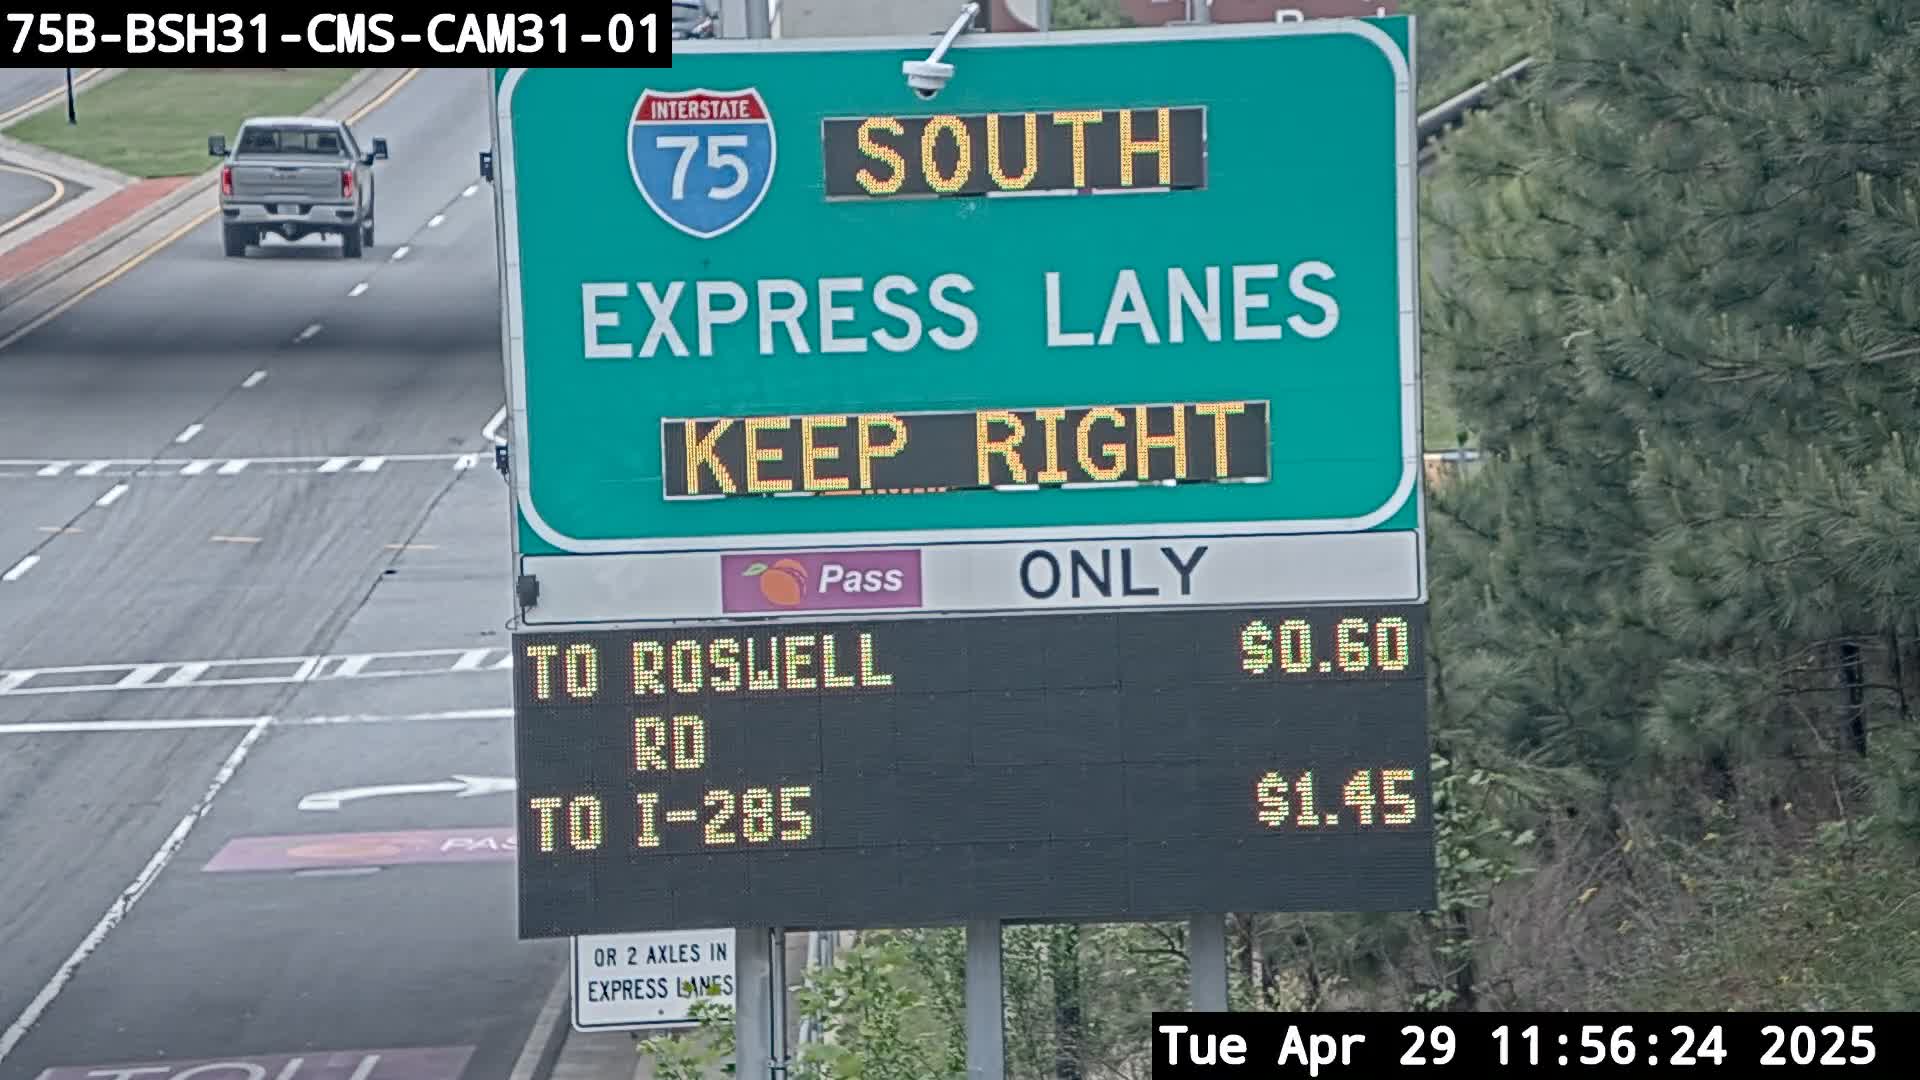 75B-BSH31-CMS-CAM31-01
INTERSTATE
75
SOUTH
EXPRESS LANES
KEEP RIGHT
Pass ONLY
TO ROSWELL $0.60
RD
TO I-285 $1.45
OR 2 AXLES IN
EXPRESS LANES
Tue Apr 29 11:56:24 2025